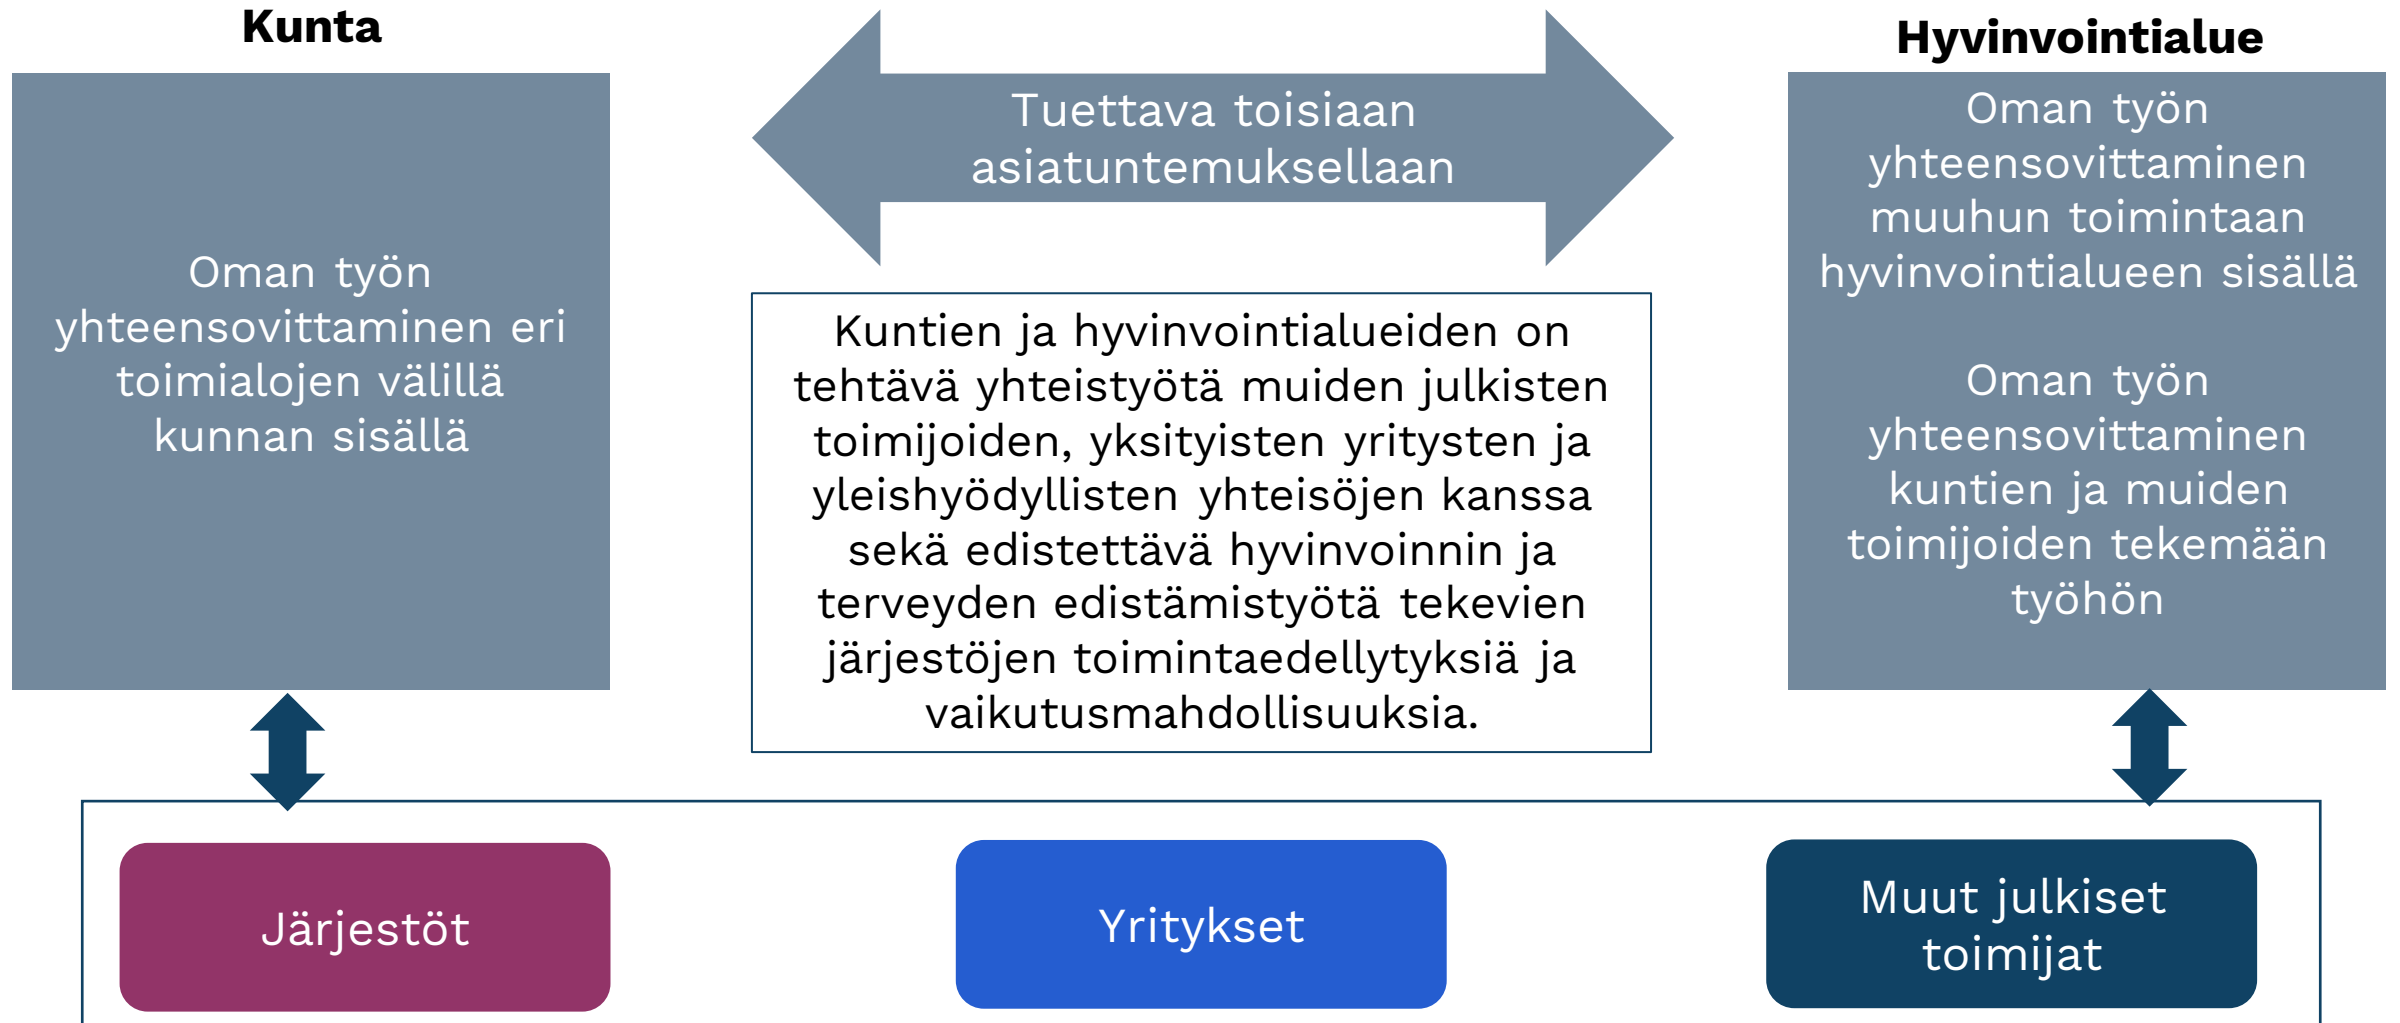 Kunta
Oman työn
yhteensovittaminen eri
toimialojen välillä
kunnan sisällä
Tuettava toisiaan
asiatuntemuksellaan
Kuntien ja hyvinvointialueiden on
tehtävä yhteistyötä muiden julkisten
toimijoiden, yksityisten yritysten ja
yleishyödyllisten yhteisöjen kanssa
sekä edistettävä hyvinvoinnin ja
terveyden edistämistyötä tekevien
järjestöjen toimintaedellytyksiä ja
vaikutusmahdollisuuksia.
Hyvinvointialue
Oman työn
yhteensovittaminen
muuhun toimintaan
hyvinvointialueen sisällä
Oman työn
yhteensovittaminen
kuntien ja muiden
toimijoiden tekemään
työhön
Järjestöt
Yritykset
Muut julkiset
toimijat